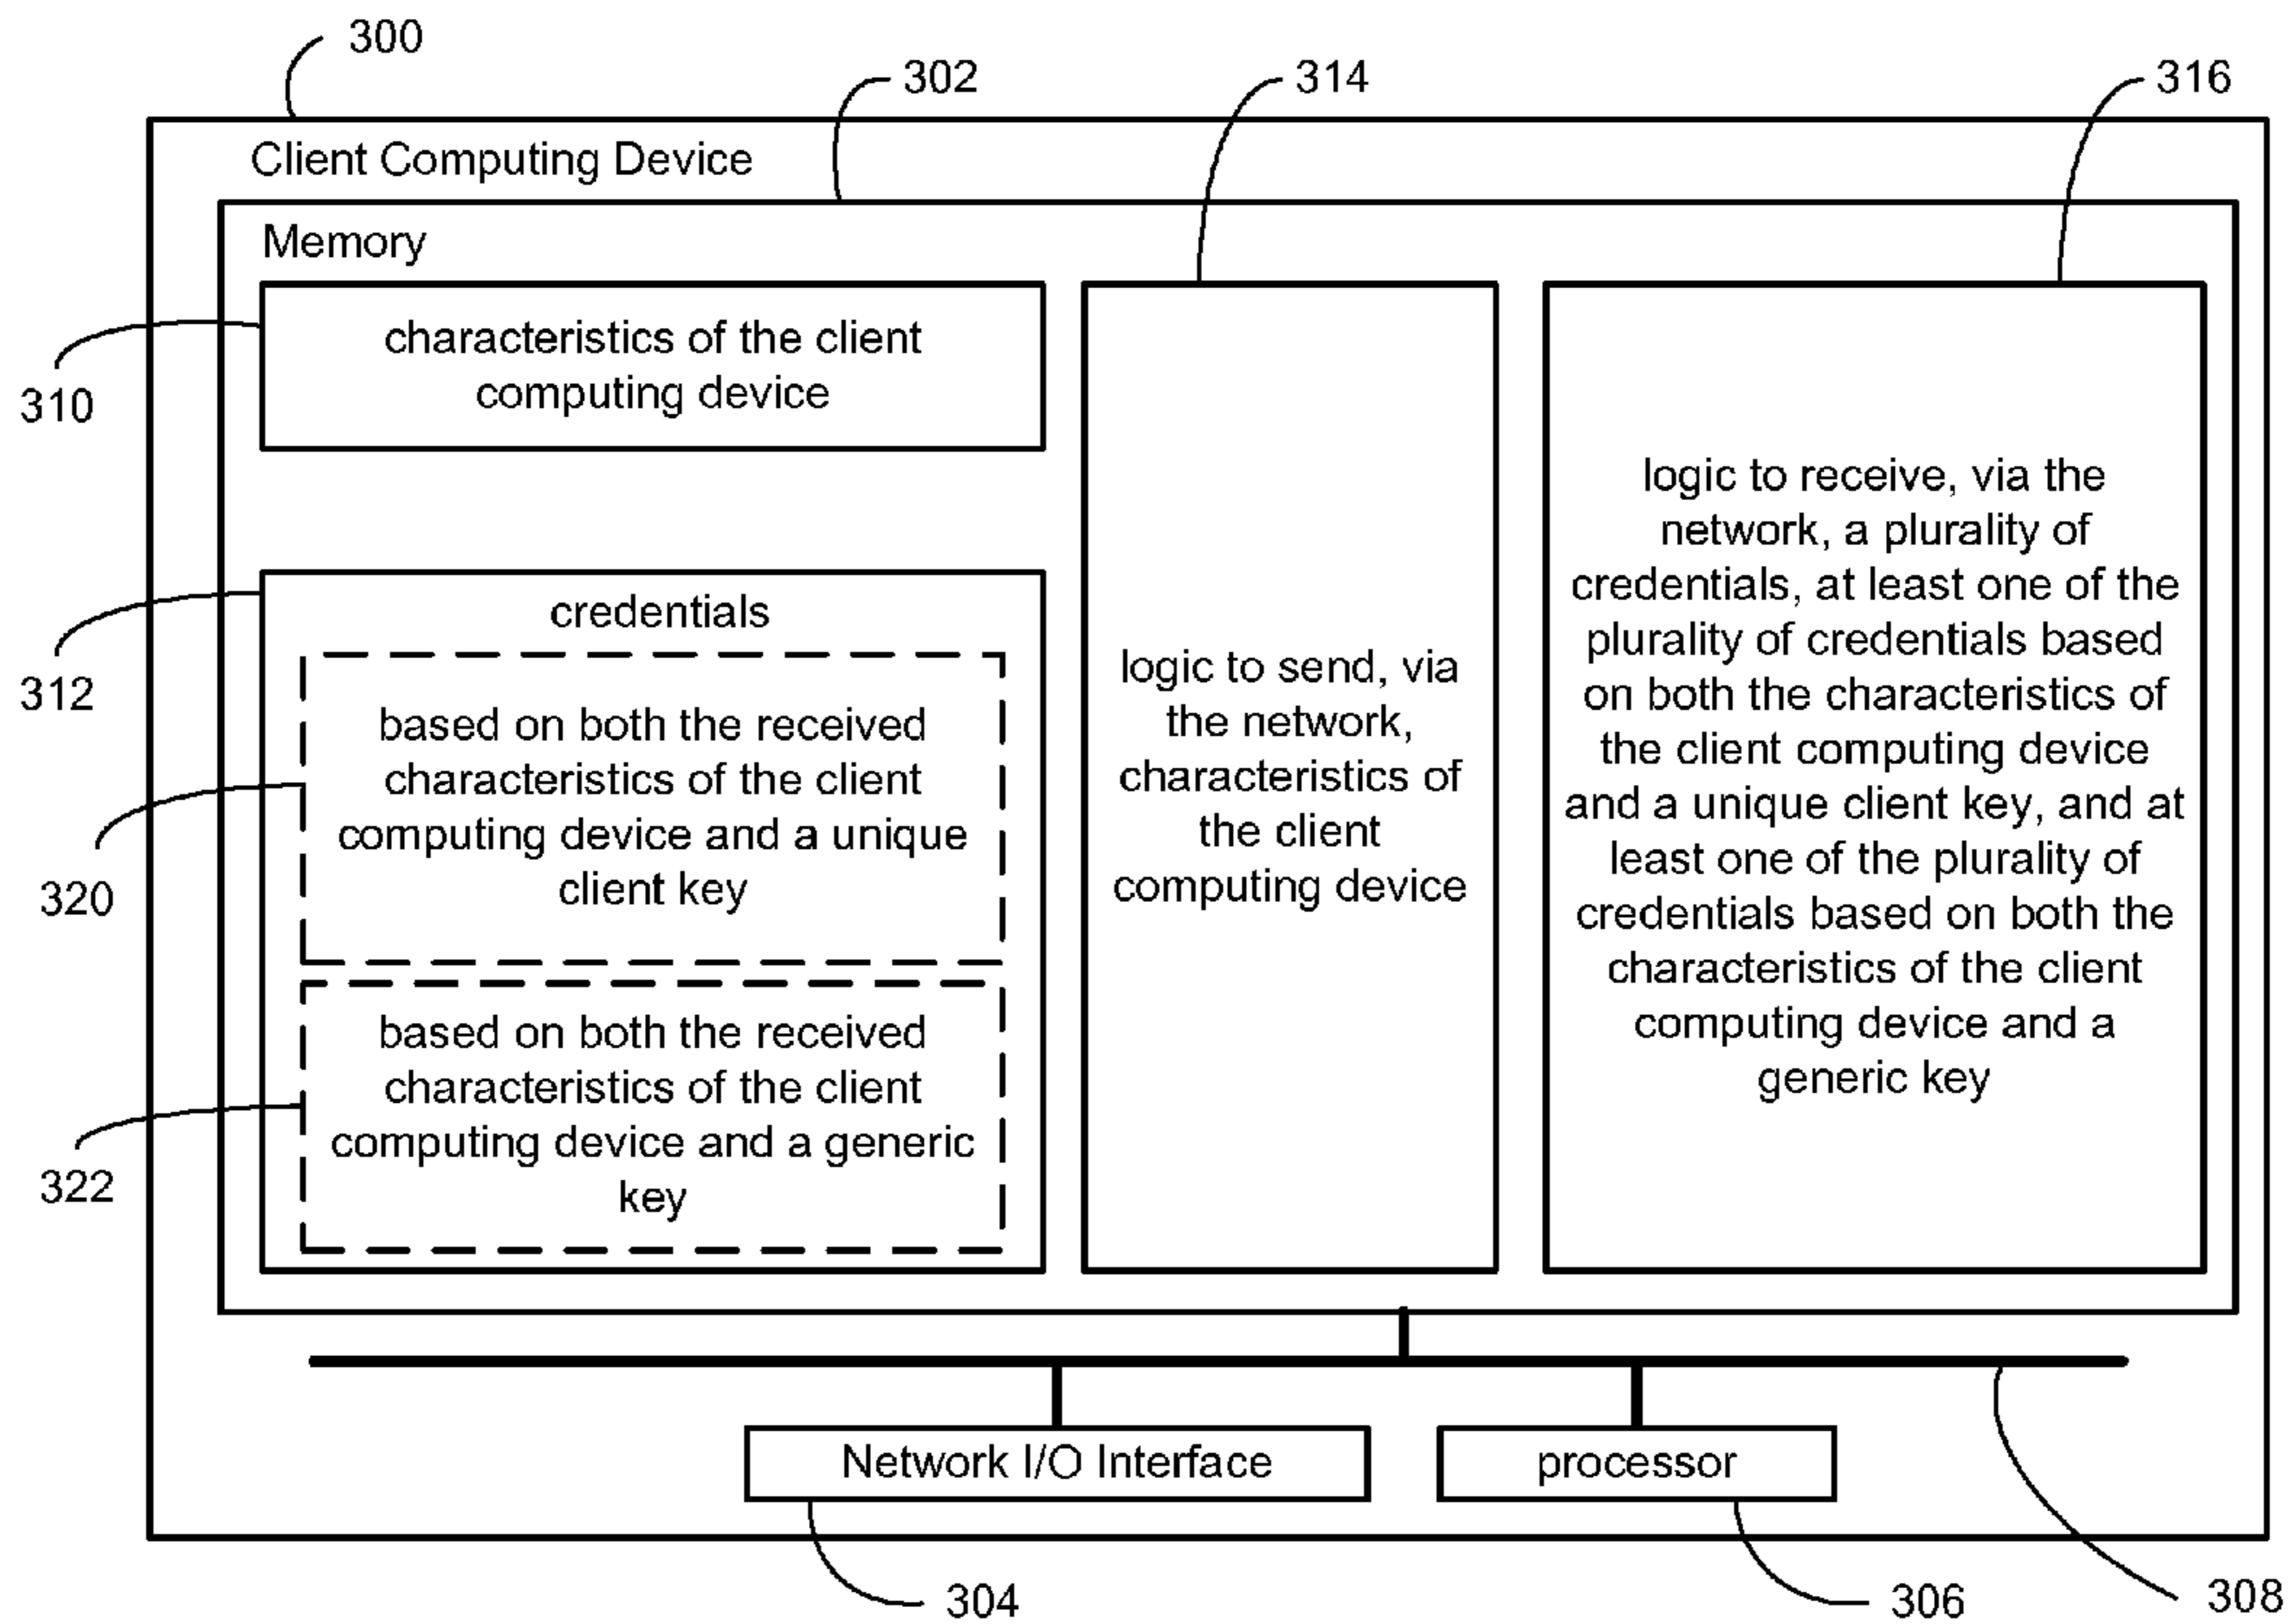 300
302
314
316
Client Computing Device
Memory
characteristics of the client
computing device
310
credentials
312
based on both the received
characteristics of the client
computing device and a unique
client key
320
based on both the received
characteristics of the client
computing device and a generic
key
322
logic to send, via
the network,
characteristics of
the client
computing device
logic to receive, via the
network, a plurality of
credentials, at least one of the
plurality of credentials based
on both the characteristics of
the client computing device
and a unique client key, and at
least one of the plurality of
credentials based on both the
characteristics of the client
computing device and a
generic key
Network I/O Interface
processor
304
306
308